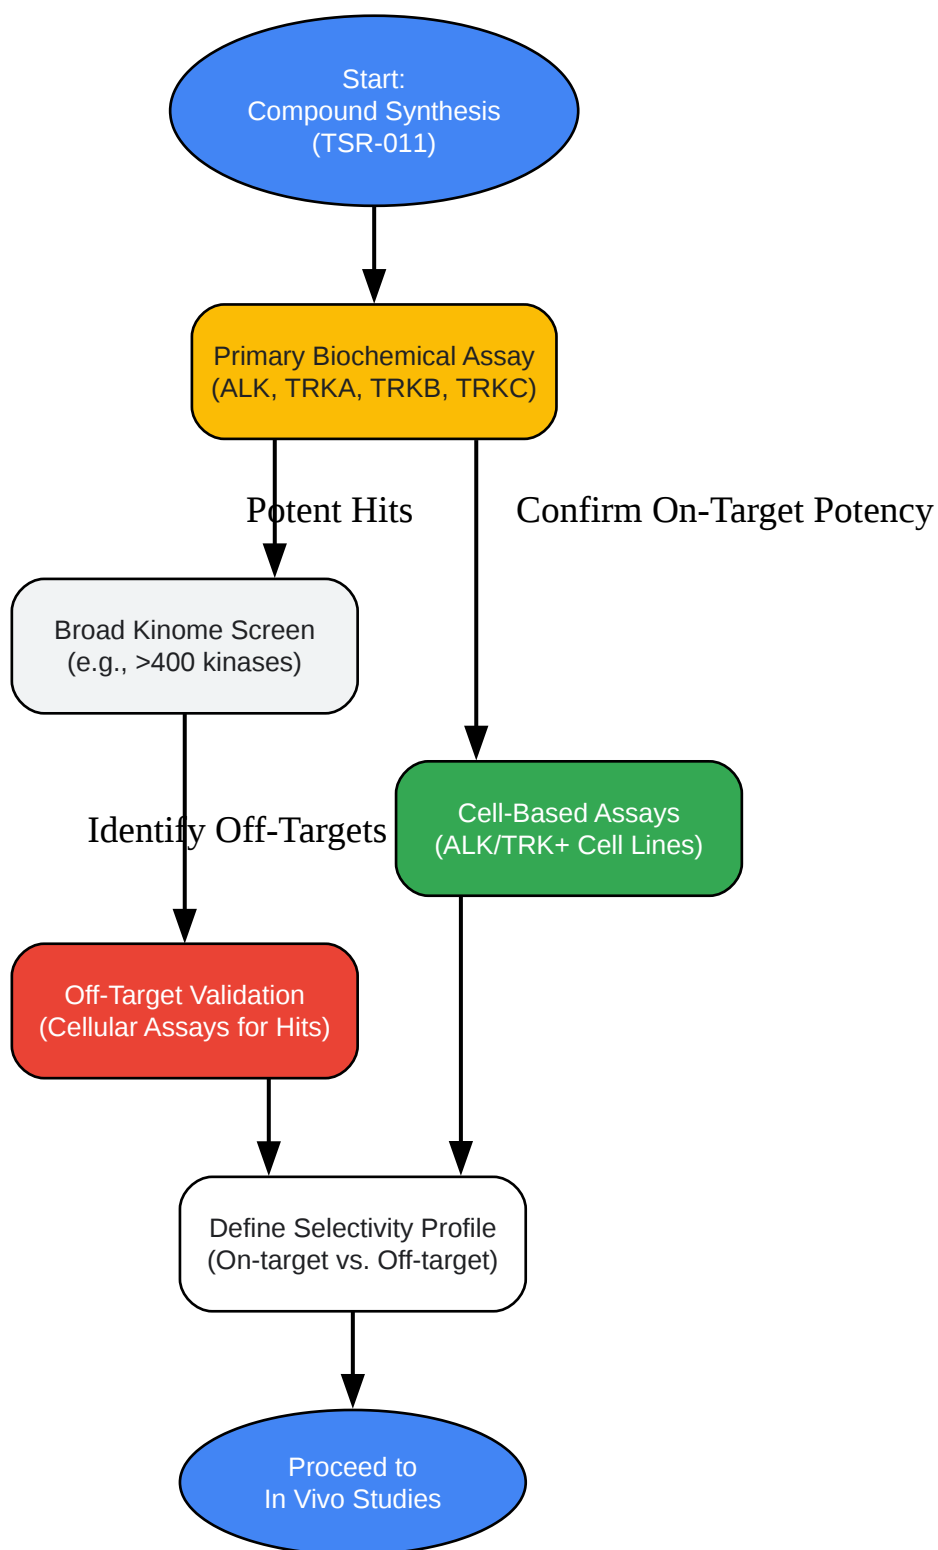 Start:
Compound Synthesis
(TSR-011)
Primary Biochemical Assay
(ALK, TRKA, TRKB, TRKC)
Potent Hits
Confirm On-Target Potency
Broad Kinome Screen
(e.g., >400 kinases)
Cell-Based Assays
(ALK/TRK+ Cell Lines)
Identify Off-Targets
Off-Target Validation
(Cellular Assays for Hits)
Define Selectivity Profile
(On-target vs. Off-target)
Proceed to
In Vivo Studies